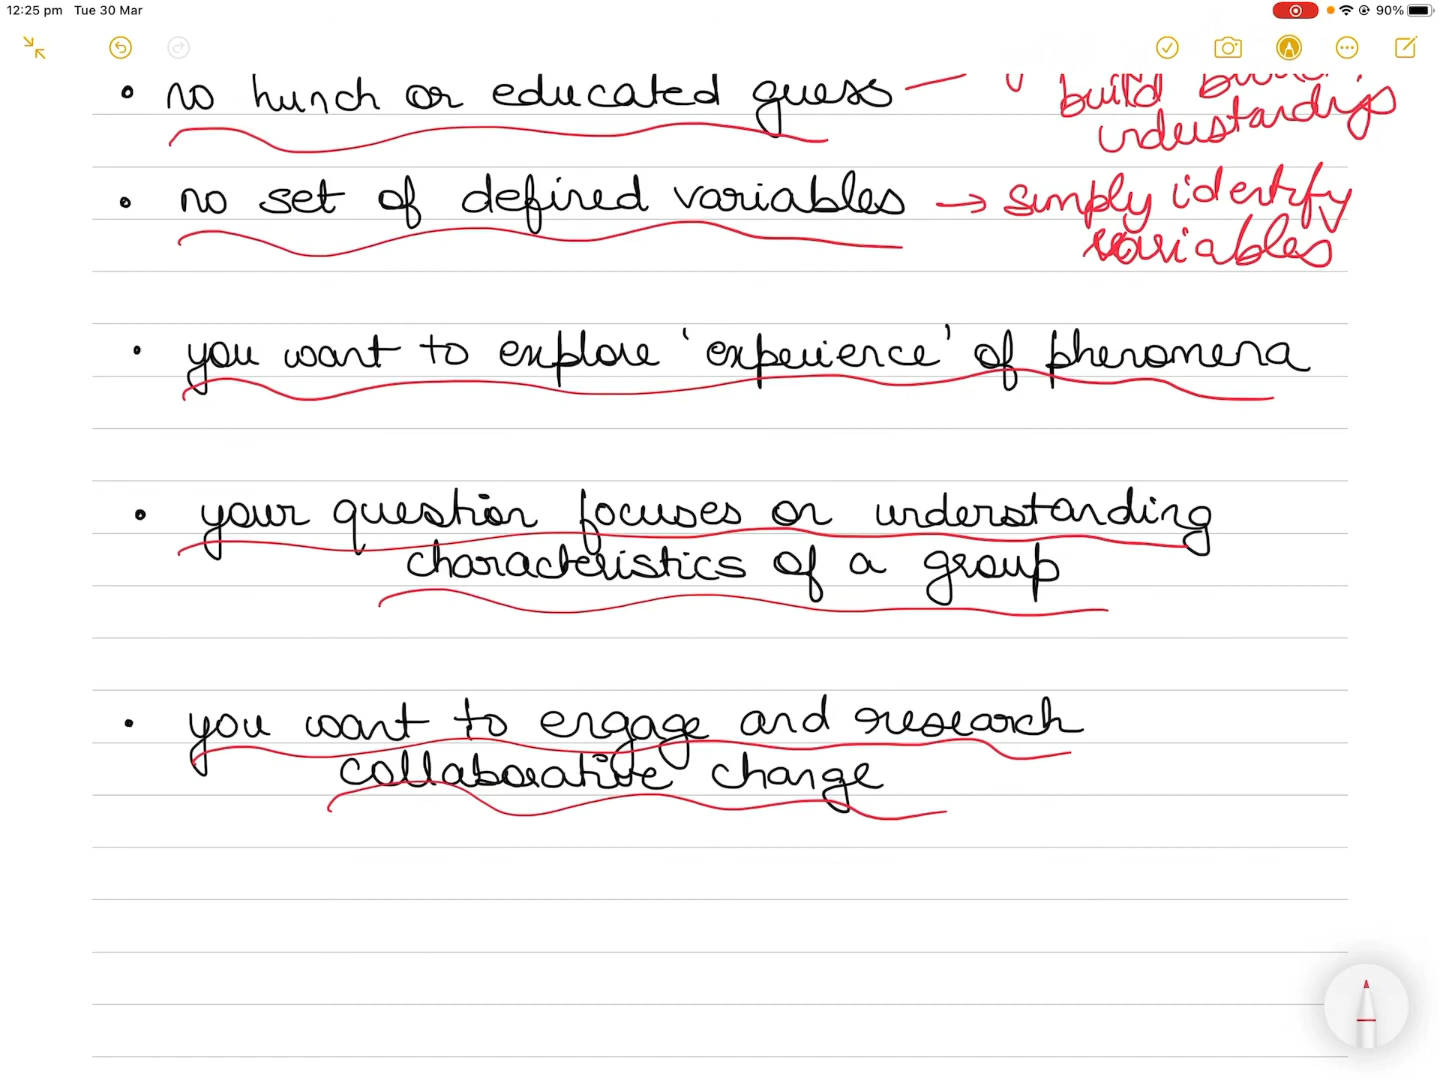 12:25 pm Tue 30 Mar
90%
• no hunch or educated guess — build
understandings
• no set of defined variables → simply identify
variables
• you want to explore 'experience' of phenomena
• your question focuses on understanding
characteristics of a group
• you want to engage and research
collaborative change